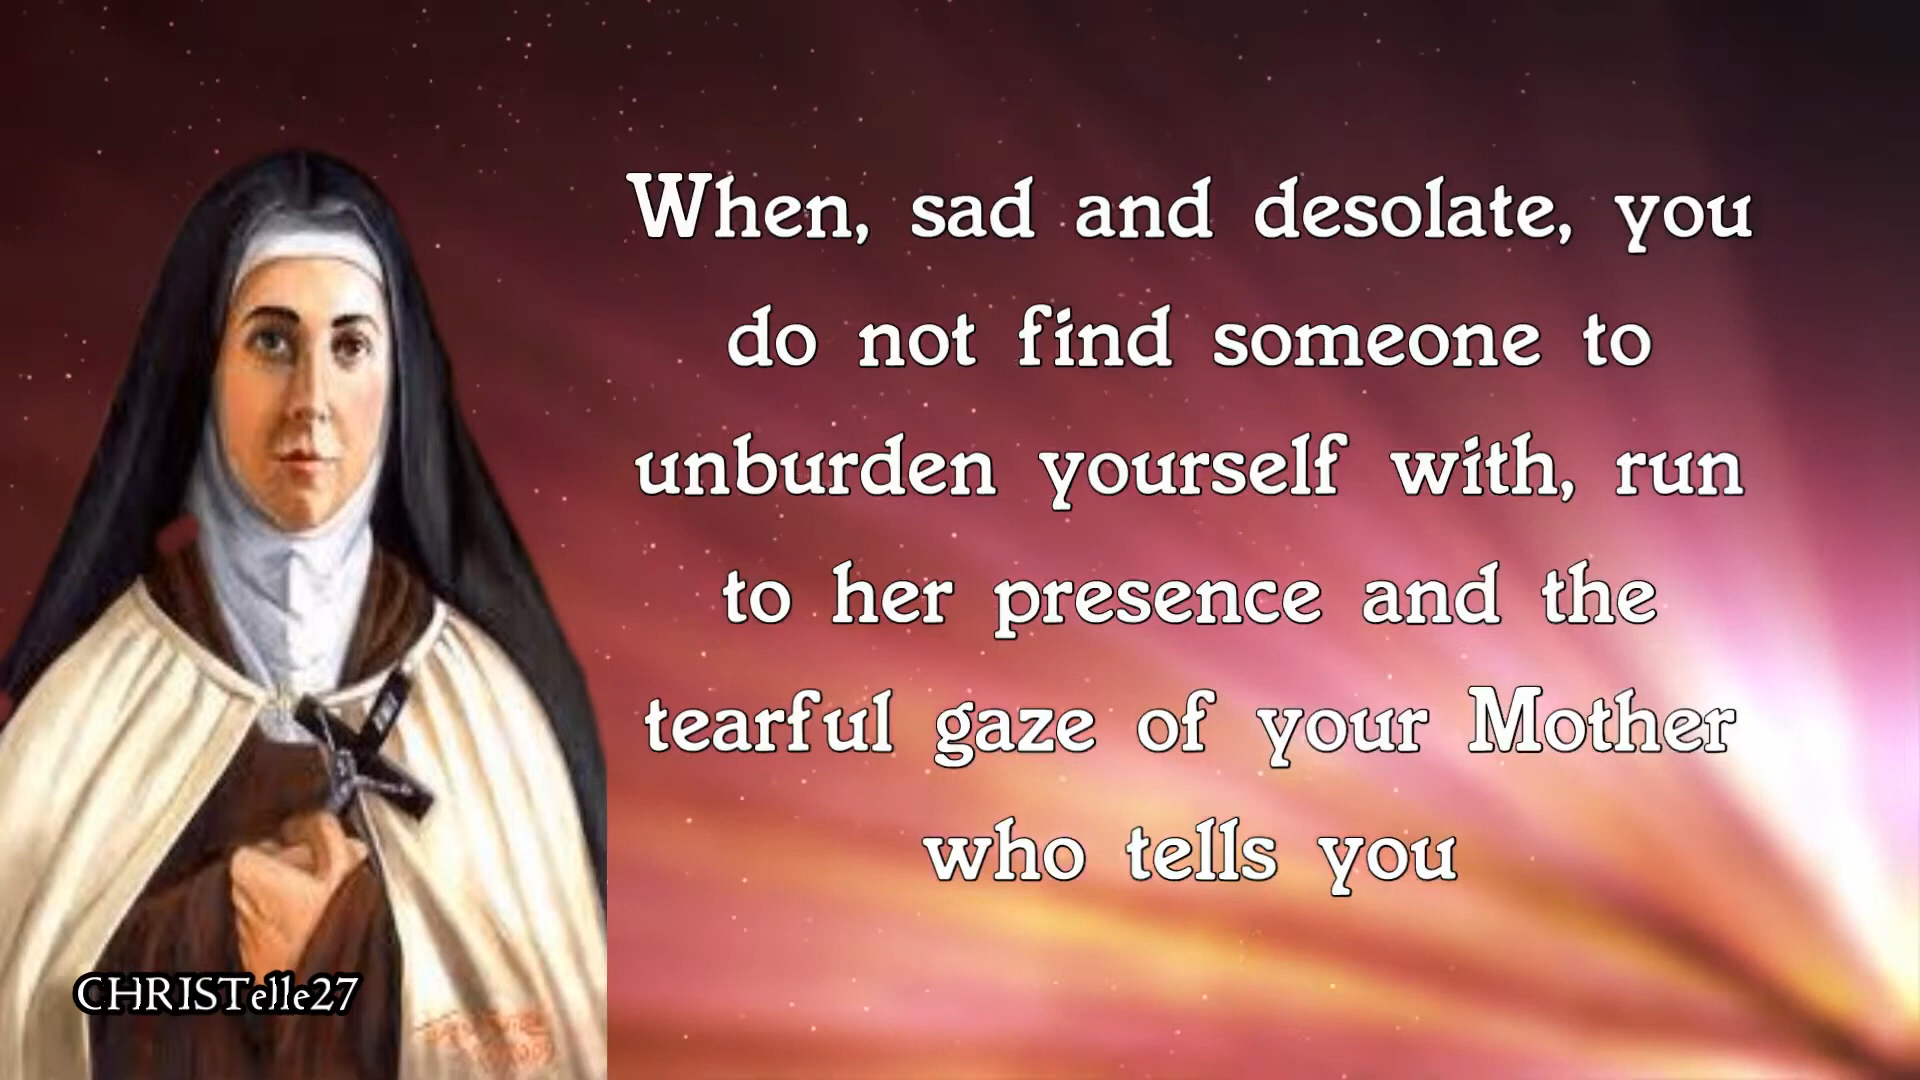 When, sad and desolate, you
do not find someone to
unburden yourself with, run
to her presence and the
tearful gaze of your Mother
who tells you
CHRISTelle27